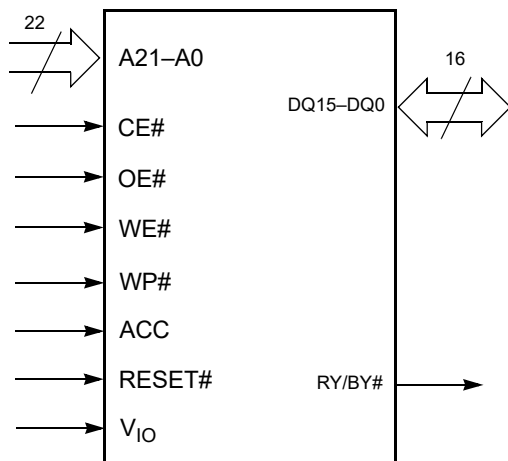 22
A21–A0
16
DQ15–DQ0
CE#
OE#
WE#
WP#
ACC
RESET#
RY/BY#
VIO